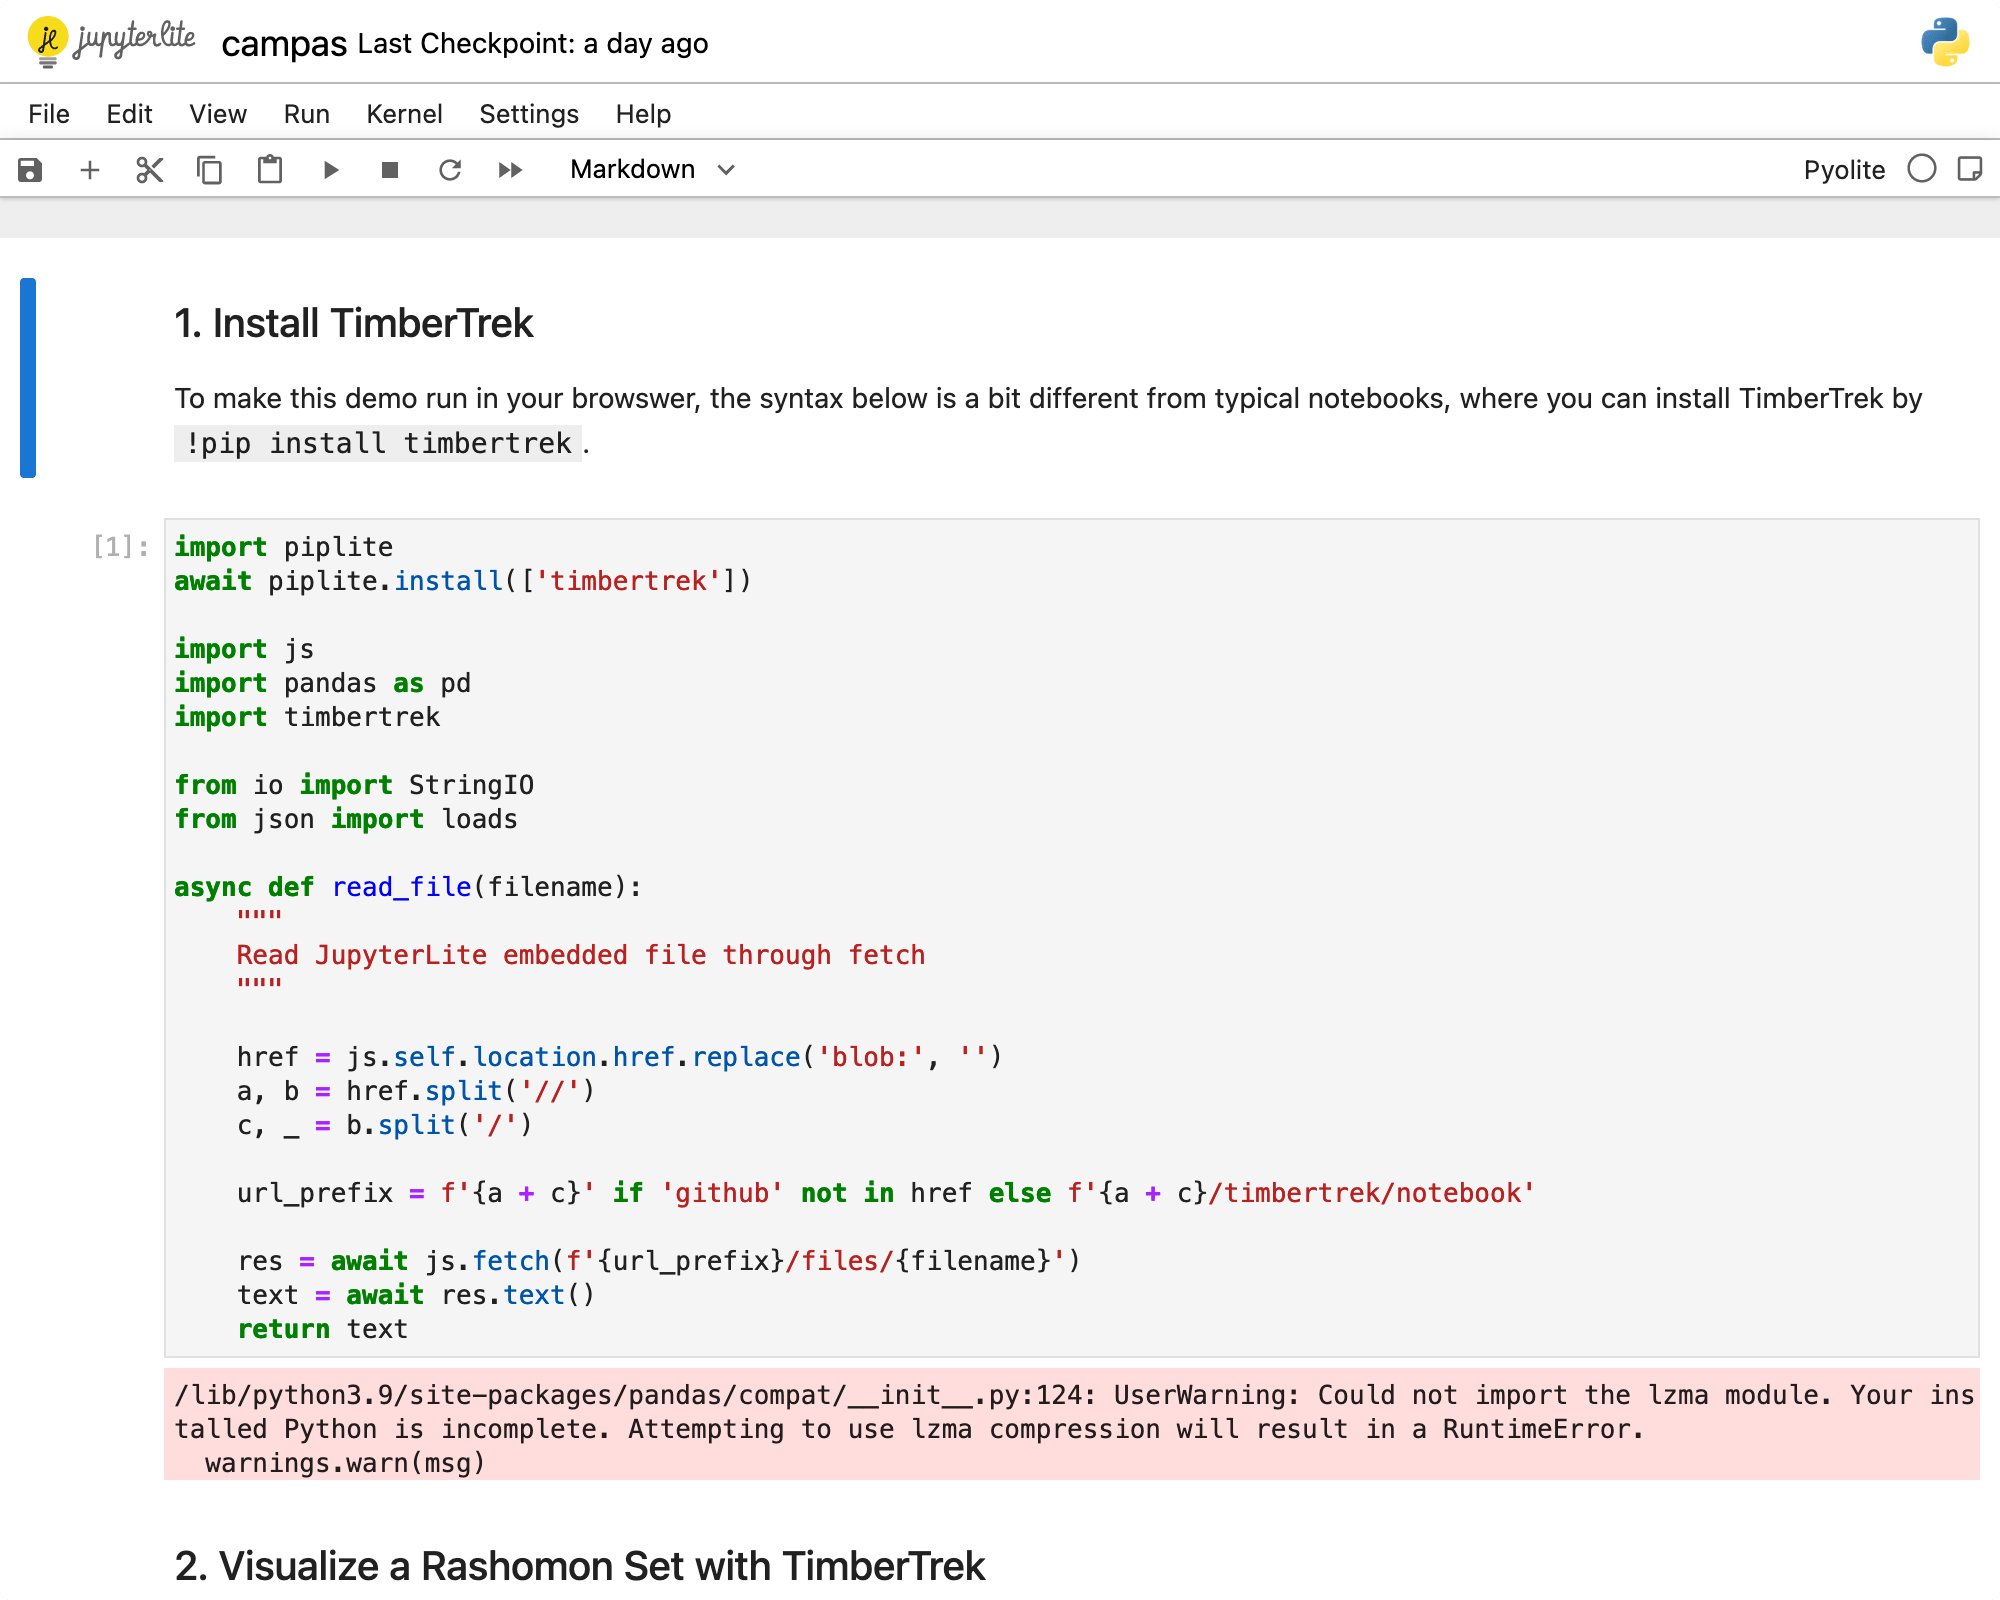 jupyterlite campas Last Checkpoint: a day ago
File Edit View Run Kernel Settings Help
Markdown Pyolite
1. Install TimberTrek
To make this demo run in your browswer, the syntax below is a bit different from typical notebooks, where you can install TimberTrek by
!pip install timbertrek.
[1]:
import piplite
await piplite.install(['timbertrek'])
import js
import pandas as pd
import timbertrek
from io import StringIO
from json import loads
async def read_file(filename):
    """
    Read JupyterLite embedded file through fetch
    """
    href = js.self.location.href.replace('blob:', '')
    a, b = href.split('//')
    c, _ = b.split('/')
    url_prefix = f'{a + c}' if 'github' not in href else f'{a + c}/timbertrek/notebook'
    res = await js.fetch(f'{url_prefix}/files/{filename}')
    text = await res.text()
    return text
/lib/python3.9/site-packages/pandas/compat/__init__.py:124: UserWarning: Could not import the lzma module. Your ins
talled Python is incomplete. Attempting to use lzma compression will result in a RuntimeError.
  warnings.warn(msg)
2. Visualize a Rashomon Set with TimberTrek